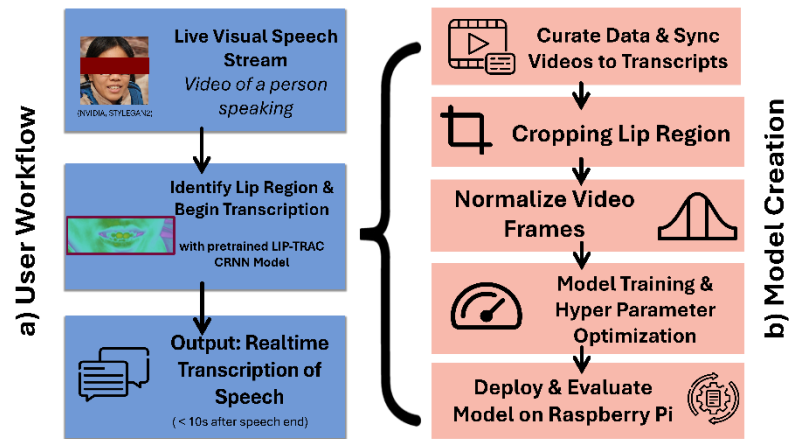 a) User Workflow
Live Visual Speech
Stream
Video of a person
speaking
(NVIDIA, STYLEGAN2)
Identify Lip Region &
Begin Transcription
with pretrained LIP-TRAC
CRNN Model
Output: Realtime
Transcription of
Speech
( < 10s after speech end)
Curate Data & Sync
Videos to Transcripts
Cropping Lip Region
Normalize Video
Frames
Model Training &
Hyper Parameter
Optimization
Deploy & Evaluate
Model on Raspberry Pi
b) Model Creation